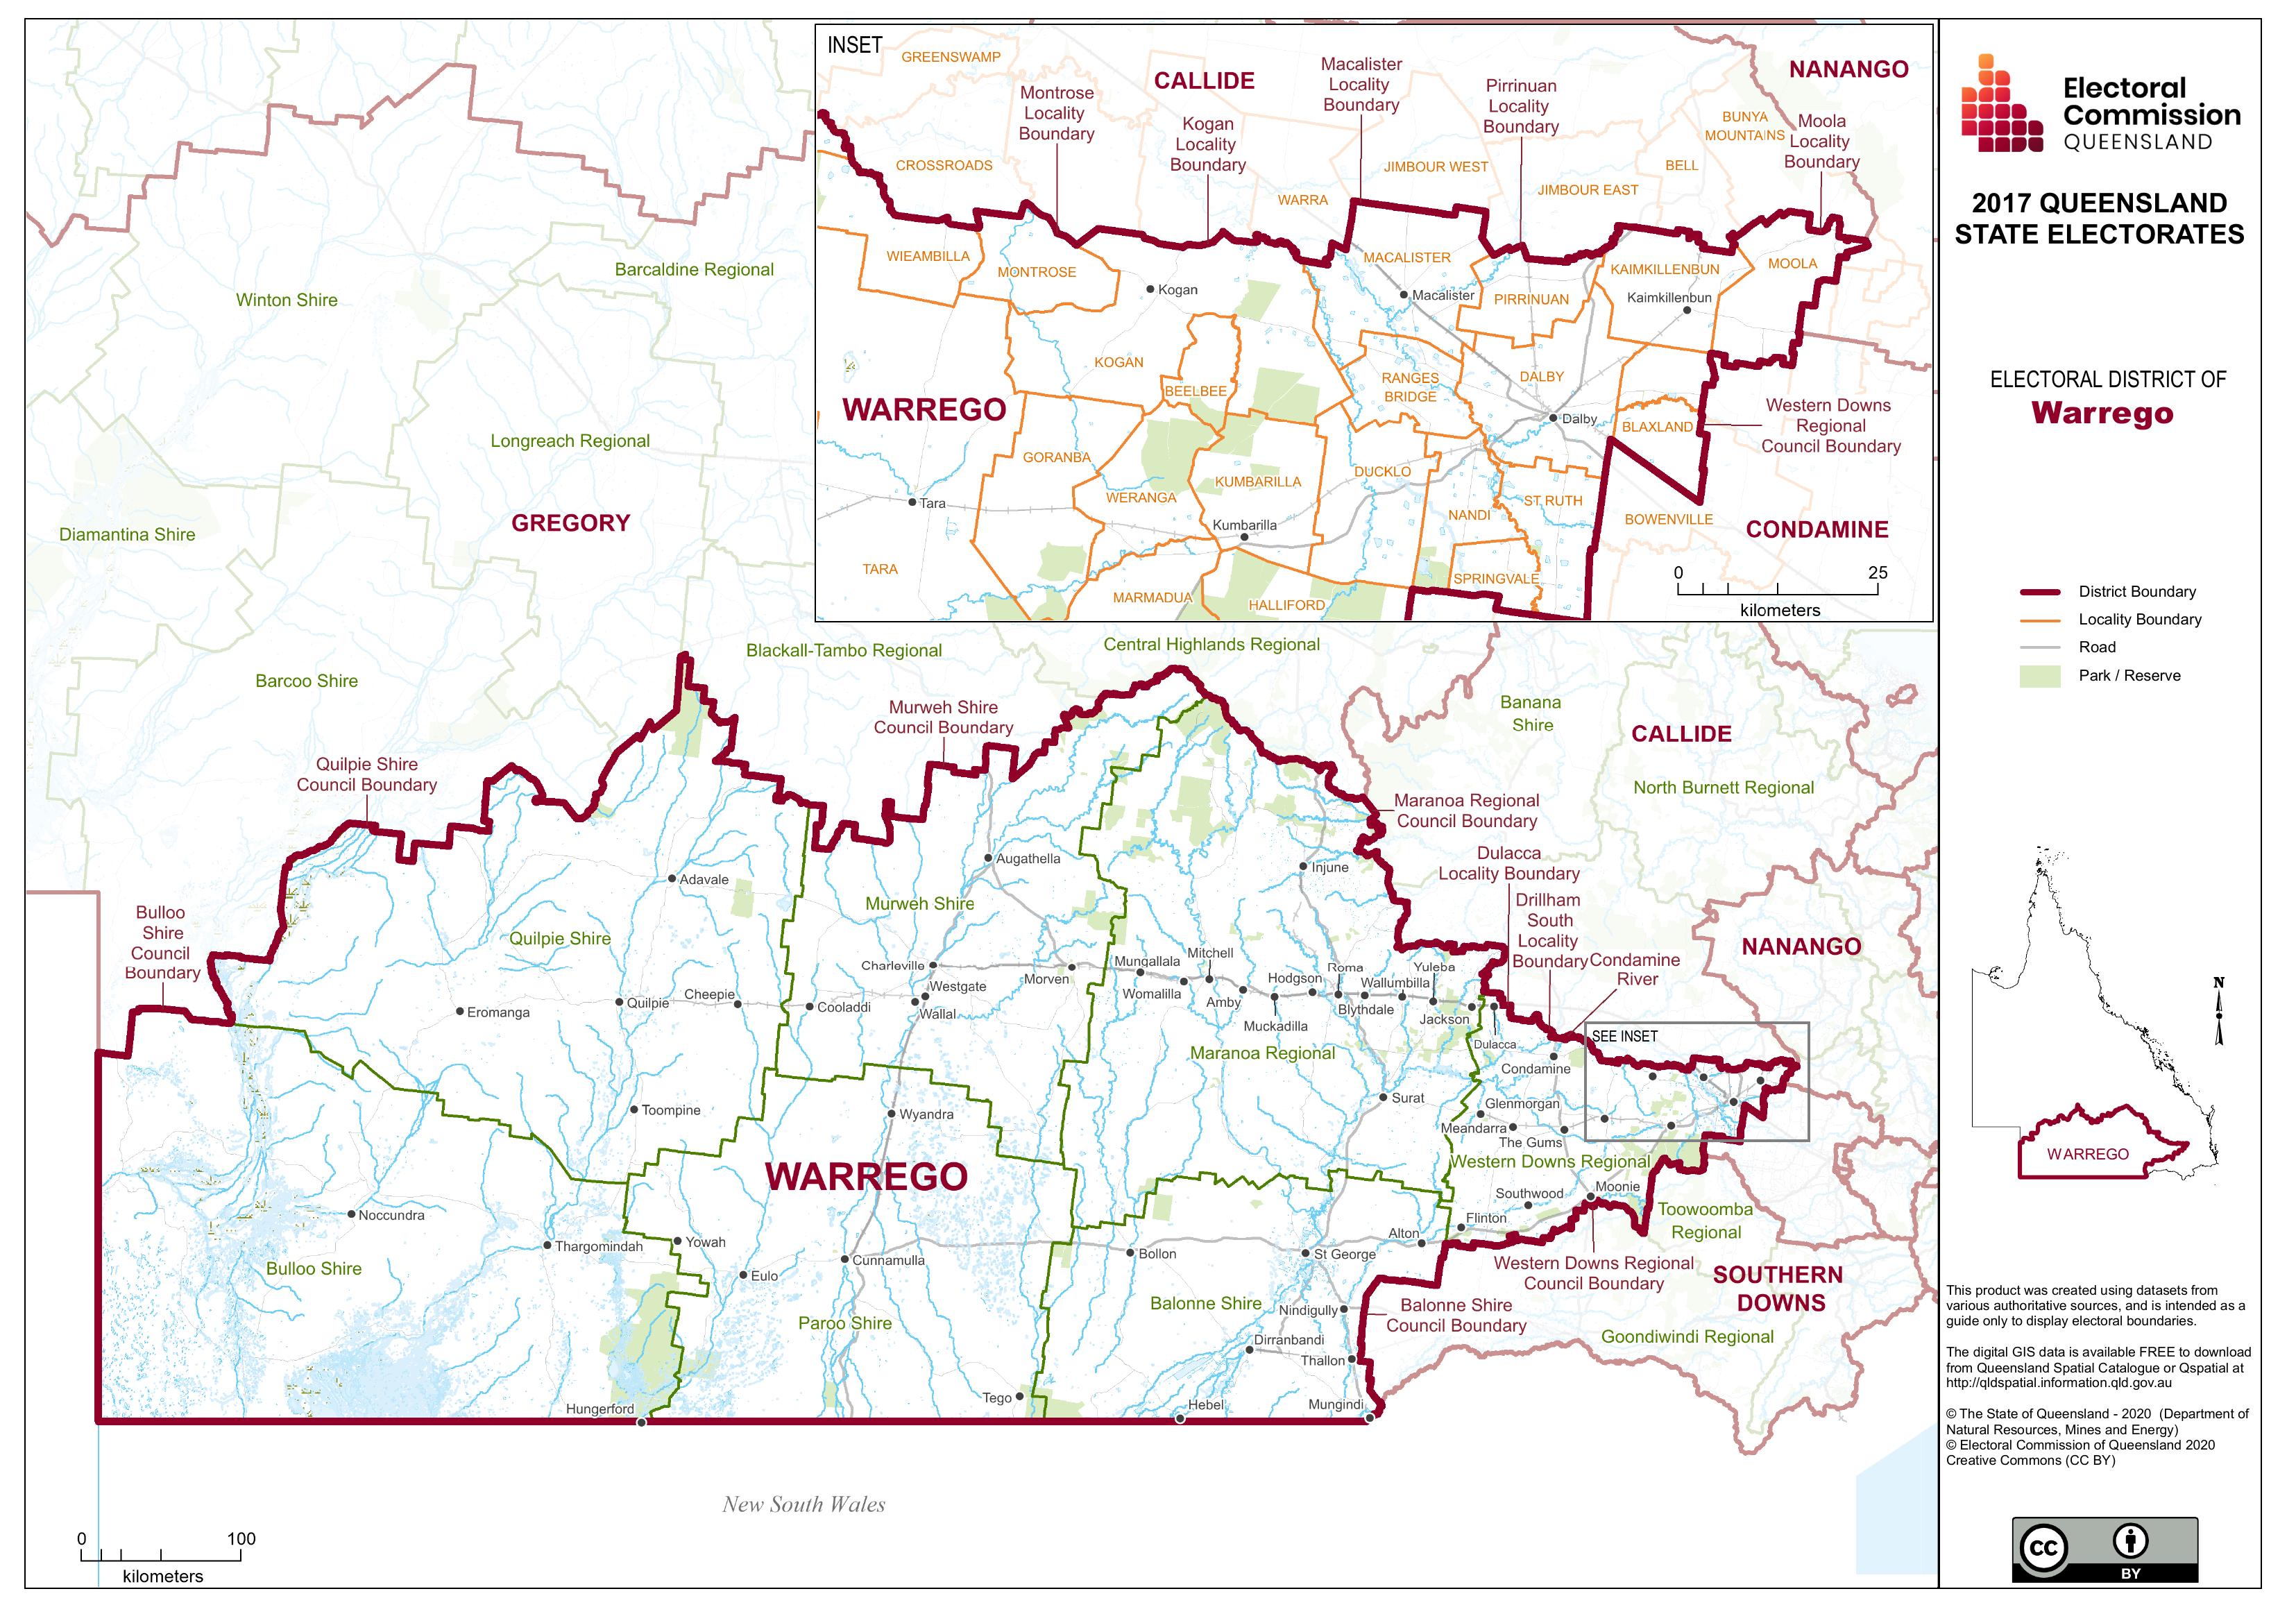 INSET
GREENSWAMP
CALLIDE
Macalister
Locality
Boundary
NANANGO
Montrose
Locality
Boundary
Pirrinuan
Locality
Boundary
Kogan
Locality
Boundary
BUNYA
MOUNTAINS
Moola
Locality
Boundary
CROSSROADS
JIMBOUR WEST
BELL
JIMBOUR EAST
WARRA
WIEAMBILLA
MONTROSE
MACALISTER
KAIMKILLENBUN
MOOLA
Kogan
Macalister
PIRRINUAN
Kaimkillenbun
KOGAN
BEELBEE
RANGES
BRIDGE
DALBY
WARREGO
Dalby
BLAXLAND
Western Downs
Regional
Council Boundary
GORANBA
WERANGA
KUMBARILLA
DUCKLO
Tara
NANDI
ST RUTH
BOWENVILLE
CONDAMINE
Kumbarilla
TARA
MARMADUA
HALLIFORD
SPRINGVALE
0 25
kilometers
Winton Shire
Barcaldine Regional
Longreach Regional
Diamantina Shire
GREGORY
Barcoo Shire
Blackall-Tambo Regional
Central Highlands Regional
Banana
Shire
CALLIDE
North Burnett Regional
Murweh Shire
Council Boundary
Quilpie Shire
Council Boundary
Maranoa Regional
Council Boundary
Dulacca
Locality Boundary
Drillham
South
Locality
Boundary
Condamine
River
NANANGO
Bulloo
Shire
Council
Boundary
Augathella
Adavale
Injune
Murweh Shire
Quilpie Shire
Charleville
Westgate
Morven
Mungallala
Mitchell
Womalilla
Amby
Hodgson
Muckadilla
Roma
Blythdale
Wallumbilla
Yuleba
Jackson
Dulacca
Eromanga
Quilpie
Cheepie
Cooladdi
Wallal
Maranoa Regional
SEE INSET
Condamine
Surat
Glenmorgan
Meandarra
The Gums
Toompine
Wyandra
WARREGO
Western Downs Regional
Southwood
Moonie
Flinton
Alton
Toowoomba
Regional
Noccundra
Thargomindah
Yowah
Eulo
Cunnamulla
Bollon
St George
Bulloo Shire
Paroo Shire
Balonne Shire
Western Downs Regional
Council Boundary
SOUTHERN
DOWNS
Nindigully
Balonne Shire
Council Boundary
Dirranbandi
Thallon
Goondiwindi Regional
Hungerford
Tego
Hebel
Mungindi
New South Wales
0 100
kilometers
Electoral
Commission
QUEENSLAND
2017 QUEENSLAND
STATE ELECTORATES
ELECTORAL DISTRICT OF
Warrego
District Boundary
Locality Boundary
Road
Park / Reserve
N
WARREGO
This product was created using datasets from
various authoritative sources, and is intended as a
guide only to display electoral boundaries.
The digital GIS data is available FREE to download
from Queensland Spatial Catalogue or Qspatial at
http://qldspatial.information.qld.gov.au
© The State of Queensland - 2020 (Department of
Natural Resources, Mines and Energy)
© Electoral Commission of Queensland 2020
Creative Commons (CC BY)
CC
BY